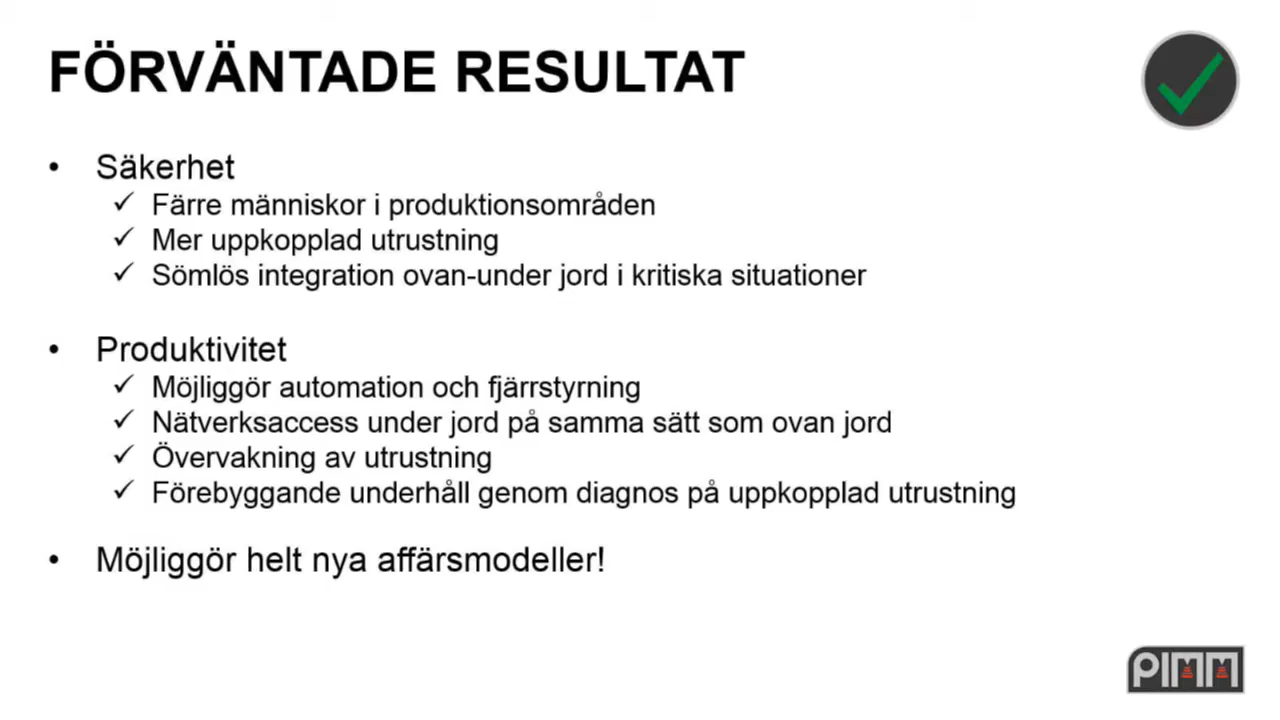 FÖRVÄNTADE RESULTAT
• Säkerhet
✓ Färre människor i produktionsområden
✓ Mer uppkopplad utrustning
✓ Sömlös integration ovan-under jord i kritiska situationer
• Produktivitet
✓ Möjliggör automation och fjärrstyrning
✓ Nätverksaccess under jord på samma sätt som ovan jord
✓ Övervakning av utrustning
✓ Förebyggande underhåll genom diagnos på uppkopplad utrustning
• Möjliggör helt nya affärsmodeller!
PIMM